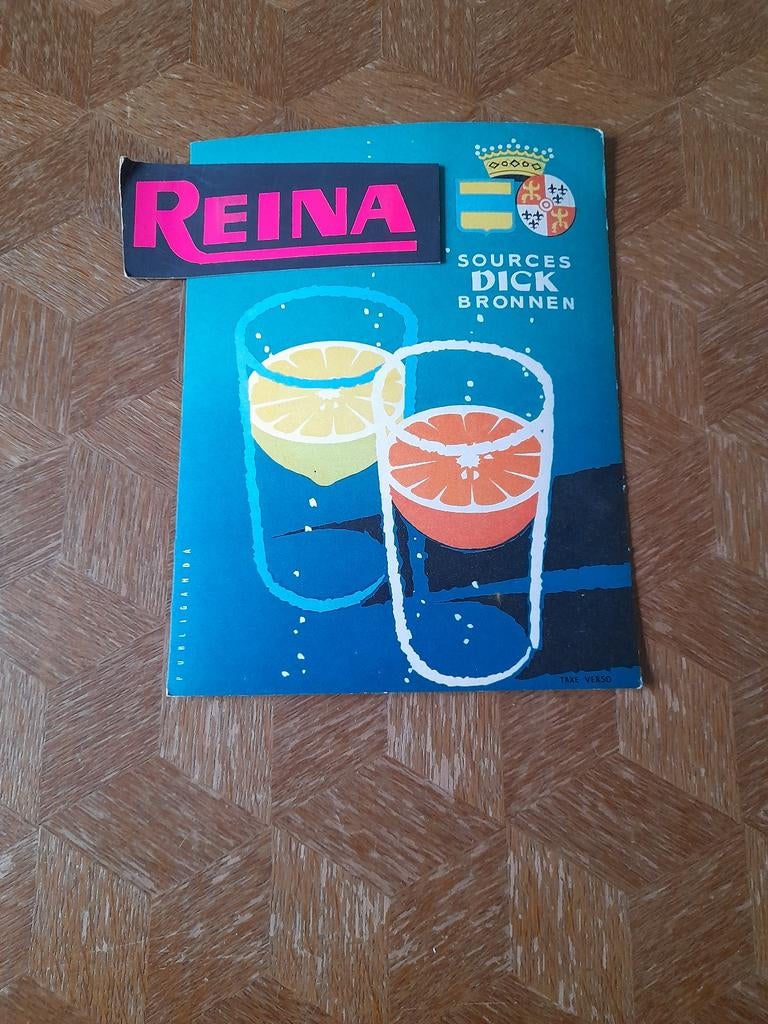 REINA
SOURCES
DICK
BRONNEN
PUBLIGANDA
TAXE VERSO